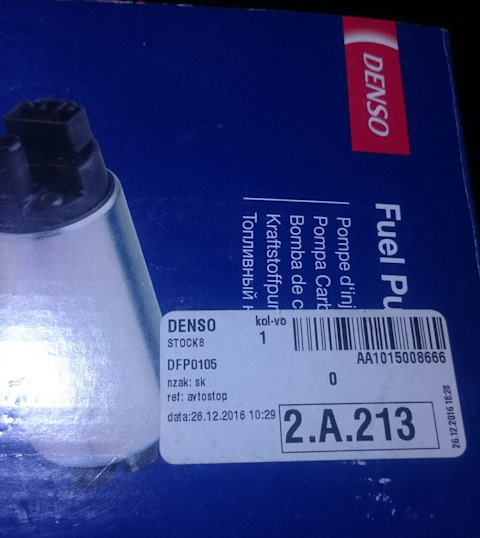 DENSO
Fuel Pu
Pompe d'inj
Pompa Carb
Bomba de c
Kraftstoffpu
Топливный н
DENSO
kol-vo
STOCK8
1
AA1015008666
DFP0105
0
nzak: sk
ref: avtostop
data:26.12.2016 10:29
2.A.213
26.12.2016 18:28